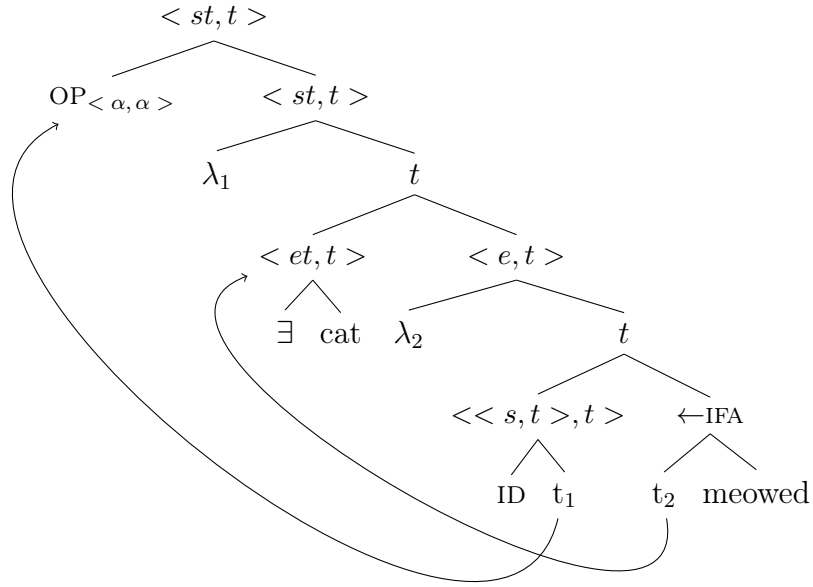 < st, t >
OP< α, α > < st, t >
λ1 t
< et, t > < e, t >
∃ cat λ2 t
<< s, t >, t > ←IFA
ID t1 t2 meowed